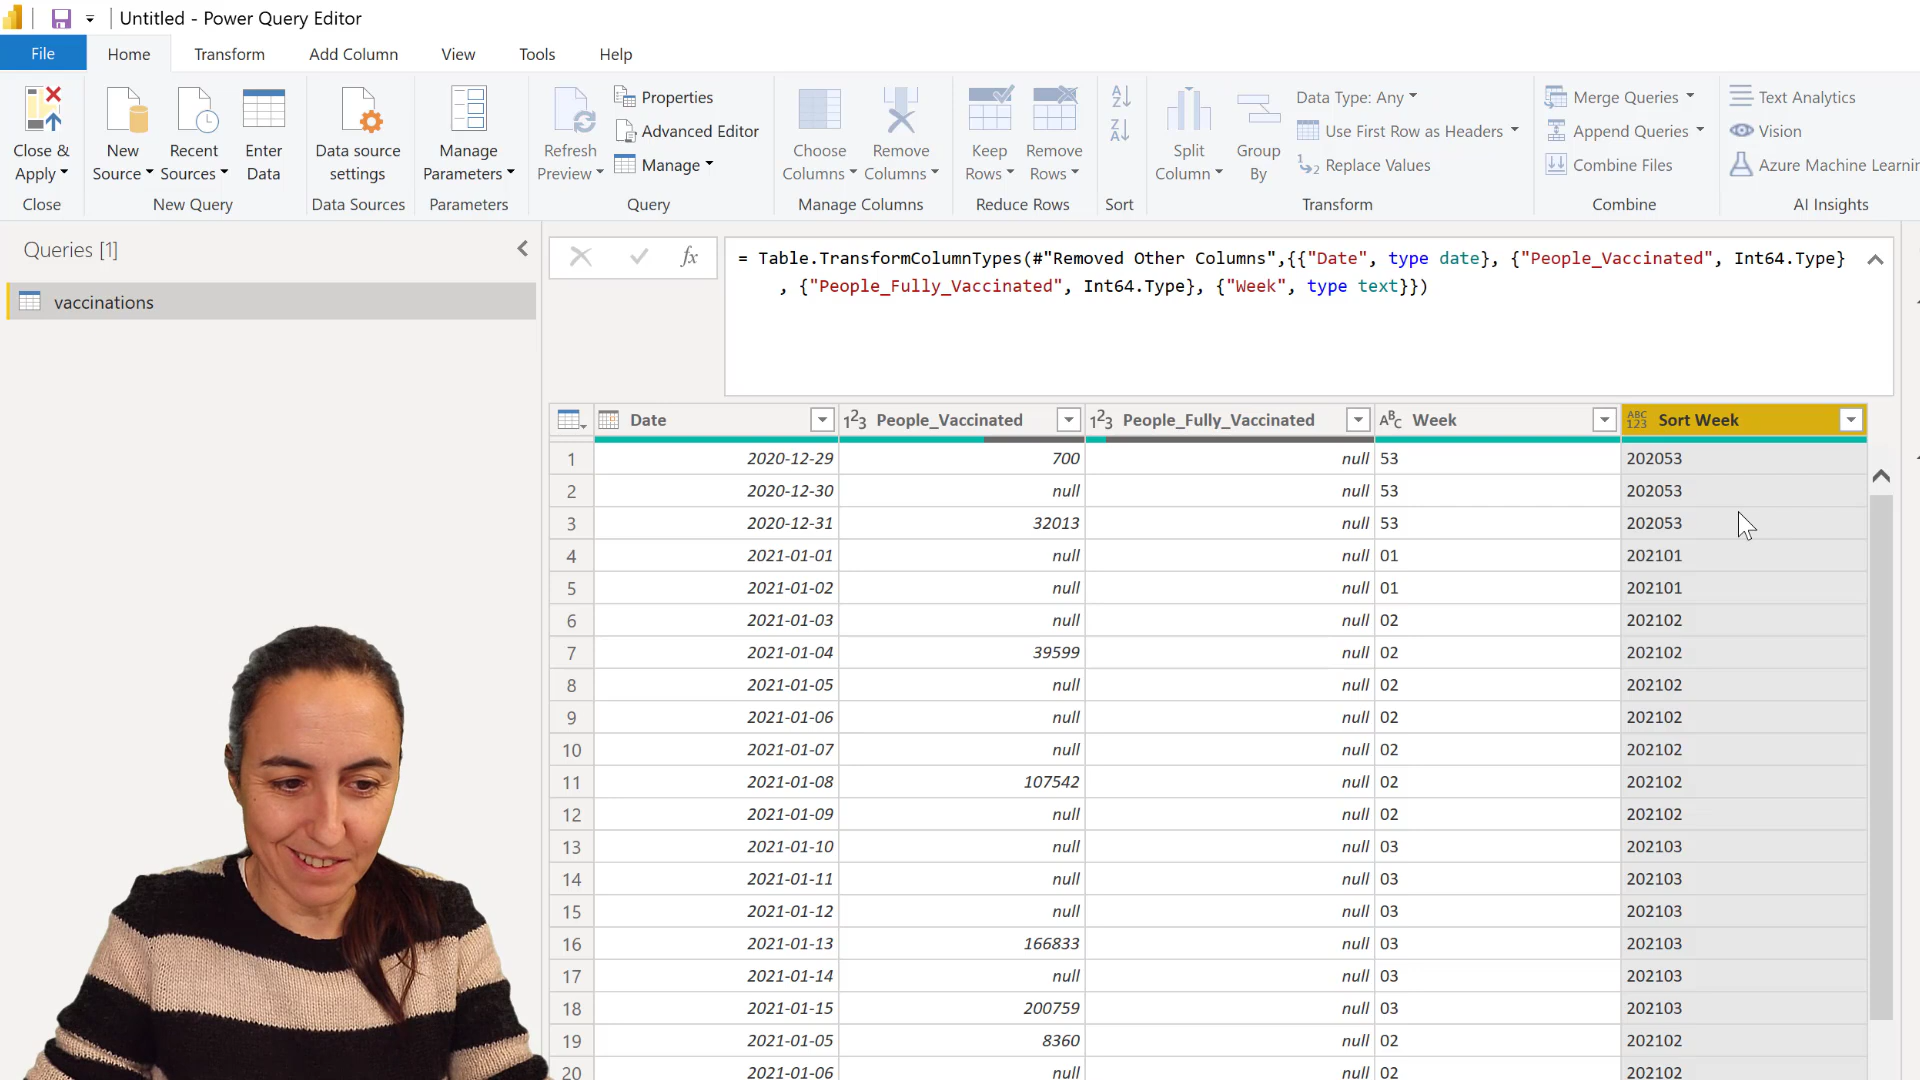 Untitled - Power Query Editor
File Home Transform Add Column View Tools Help
Close & Apply
New Source
Recent Sources
Enter Data
Data source settings
Manage Parameters
Refresh Preview
Properties
Advanced Editor
Manage
Choose Columns
Remove Columns
Keep Rows
Remove Rows
Split Column
Group By
Data Type: Any
Use First Row as Headers
Replace Values
Merge Queries
Append Queries
Combine Files
Text Analytics
Vision
Azure Machine Learnin
Close New Query Data Sources Parameters Query Manage Columns Reduce Rows Sort Transform Combine AI Insights
Queries [1]
vaccinations
fx
= Table.TransformColumnTypes(#"Removed Other Columns",{{"Date", type date}, {"People_Vaccinated", Int64.Type}
, {"People_Fully_Vaccinated", Int64.Type}, {"Week", type text}})
Date 123 People_Vaccinated 123 People_Fully_Vaccinated ABC Week ABC 123 Sort Week
1 2020-12-29 700 null 53 202053
2 2020-12-30 null null 53 202053
3 2020-12-31 32013 null 53 202053
4 2021-01-01 null null 01 202101
5 2021-01-02 null null 01 202101
6 2021-01-03 null null 02 202102
7 2021-01-04 39599 null 02 202102
8 2021-01-05 null null 02 202102
9 2021-01-06 null null 02 202102
10 2021-01-07 null null 02 202102
11 2021-01-08 107542 null 02 202102
12 2021-01-09 null null 02 202102
13 2021-01-10 null null 03 202103
14 2021-01-11 null null 03 202103
15 2021-01-12 null null 03 202103
16 2021-01-13 166833 null 03 202103
17 2021-01-14 null null 03 202103
18 2021-01-15 200759 null 03 202103
19 2021-01-05 8360 null 02 202102
20 2021-01-06 null null 02 202102